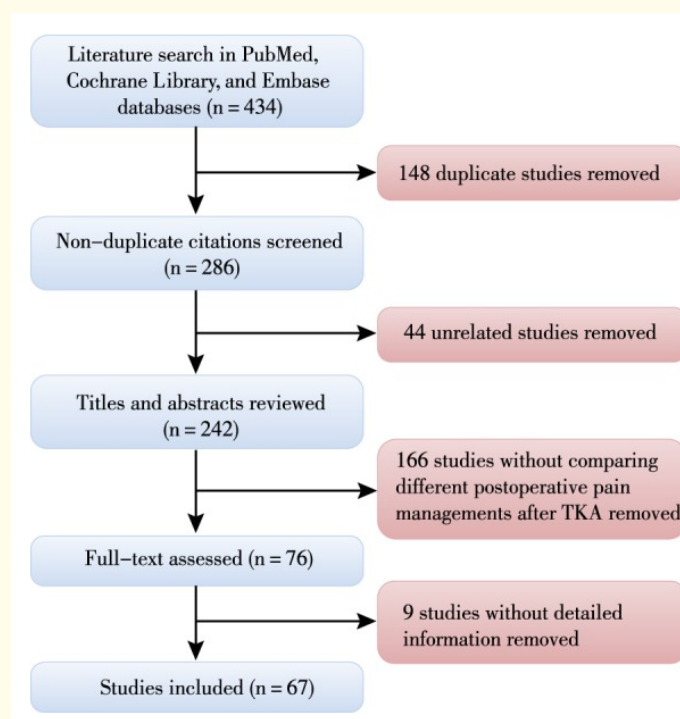 Literature search in PubMed,
Cochrane Library, and Embase
databases (n = 434)
148 duplicate studies removed
Non-duplicate citations screened
(n = 286)
44 unrelated studies removed
Titles and abstracts reviewed
(n = 242)
166 studies without comparing
different postoperative pain
managements after TKA removed
Full-text assessed (n = 76)
9 studies without detailed
information removed
Studies included (n = 67)